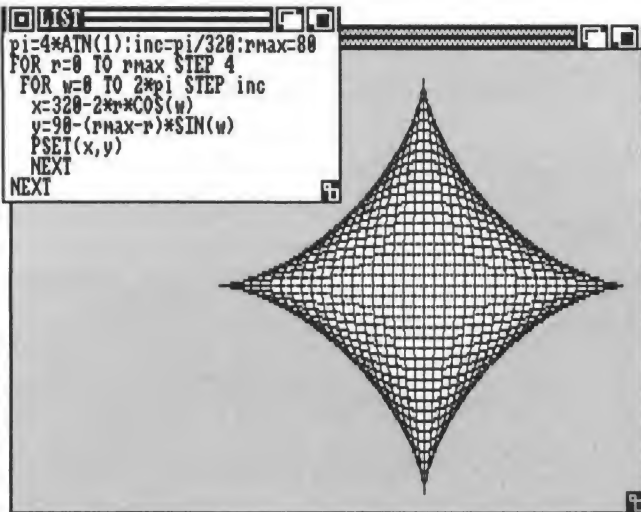 LIST
pi=4*ATN(1):inc=pi/320:rmax=80
FOR r=0 TO rmax STEP 4
FOR w=0 TO 2*pi STEP inc
x=320-2*r*COS(w)
y=90-(rmax-r)*SIN(w)
PSET(x,y)
NEXT
NEXT